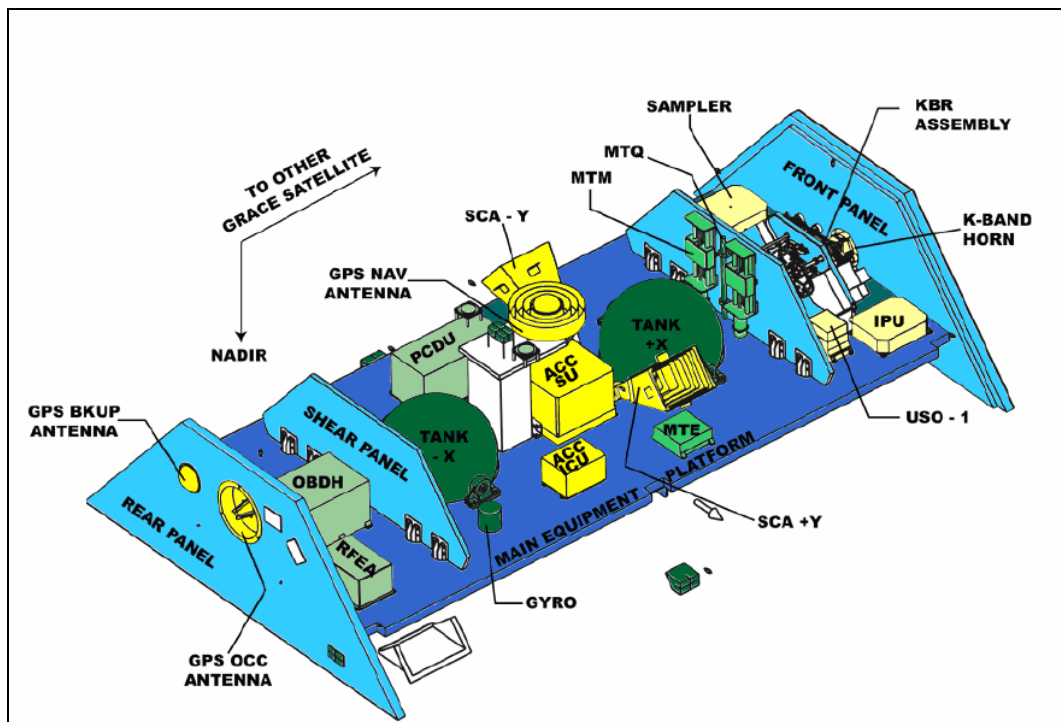 SAMPLER
KBR
ASSEMBLY
MTQ
MTM
FRONT PANEL
K-BAND
HORN
TO OTHER
GRACE SATELLITE
SCA - Y
GPS NAV
ANTENNA
NADIR
PCDU
TANK
+X
IPU
ACC
SU
USO - 1
GPS BKUP
ANTENNA
SHEAR PANEL
TANK
- X
MTE
ACC
ICU
OBDH
MAIN EQUIPMENT PLATFORM
SCA +Y
REAR PANEL
RFEA
GYRO
GPS OCC
ANTENNA